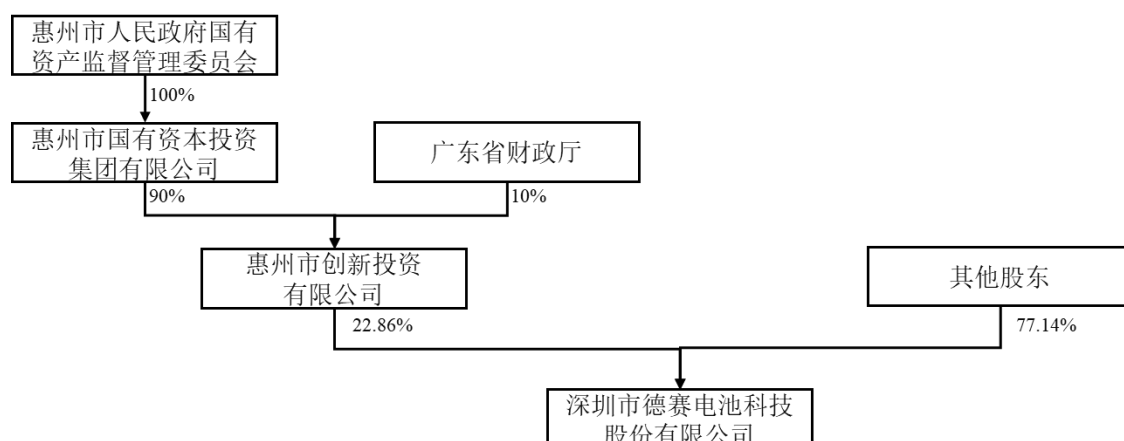 惠州市人民政府国有
资产监督管理委员会
100%
惠州市国有资本投资
集团有限公司
广东省财政厅
90%
10%
惠州市创新投资
有限公司
其他股东
22.86%
77.14%
深圳市德赛电池科技
股份有限公司